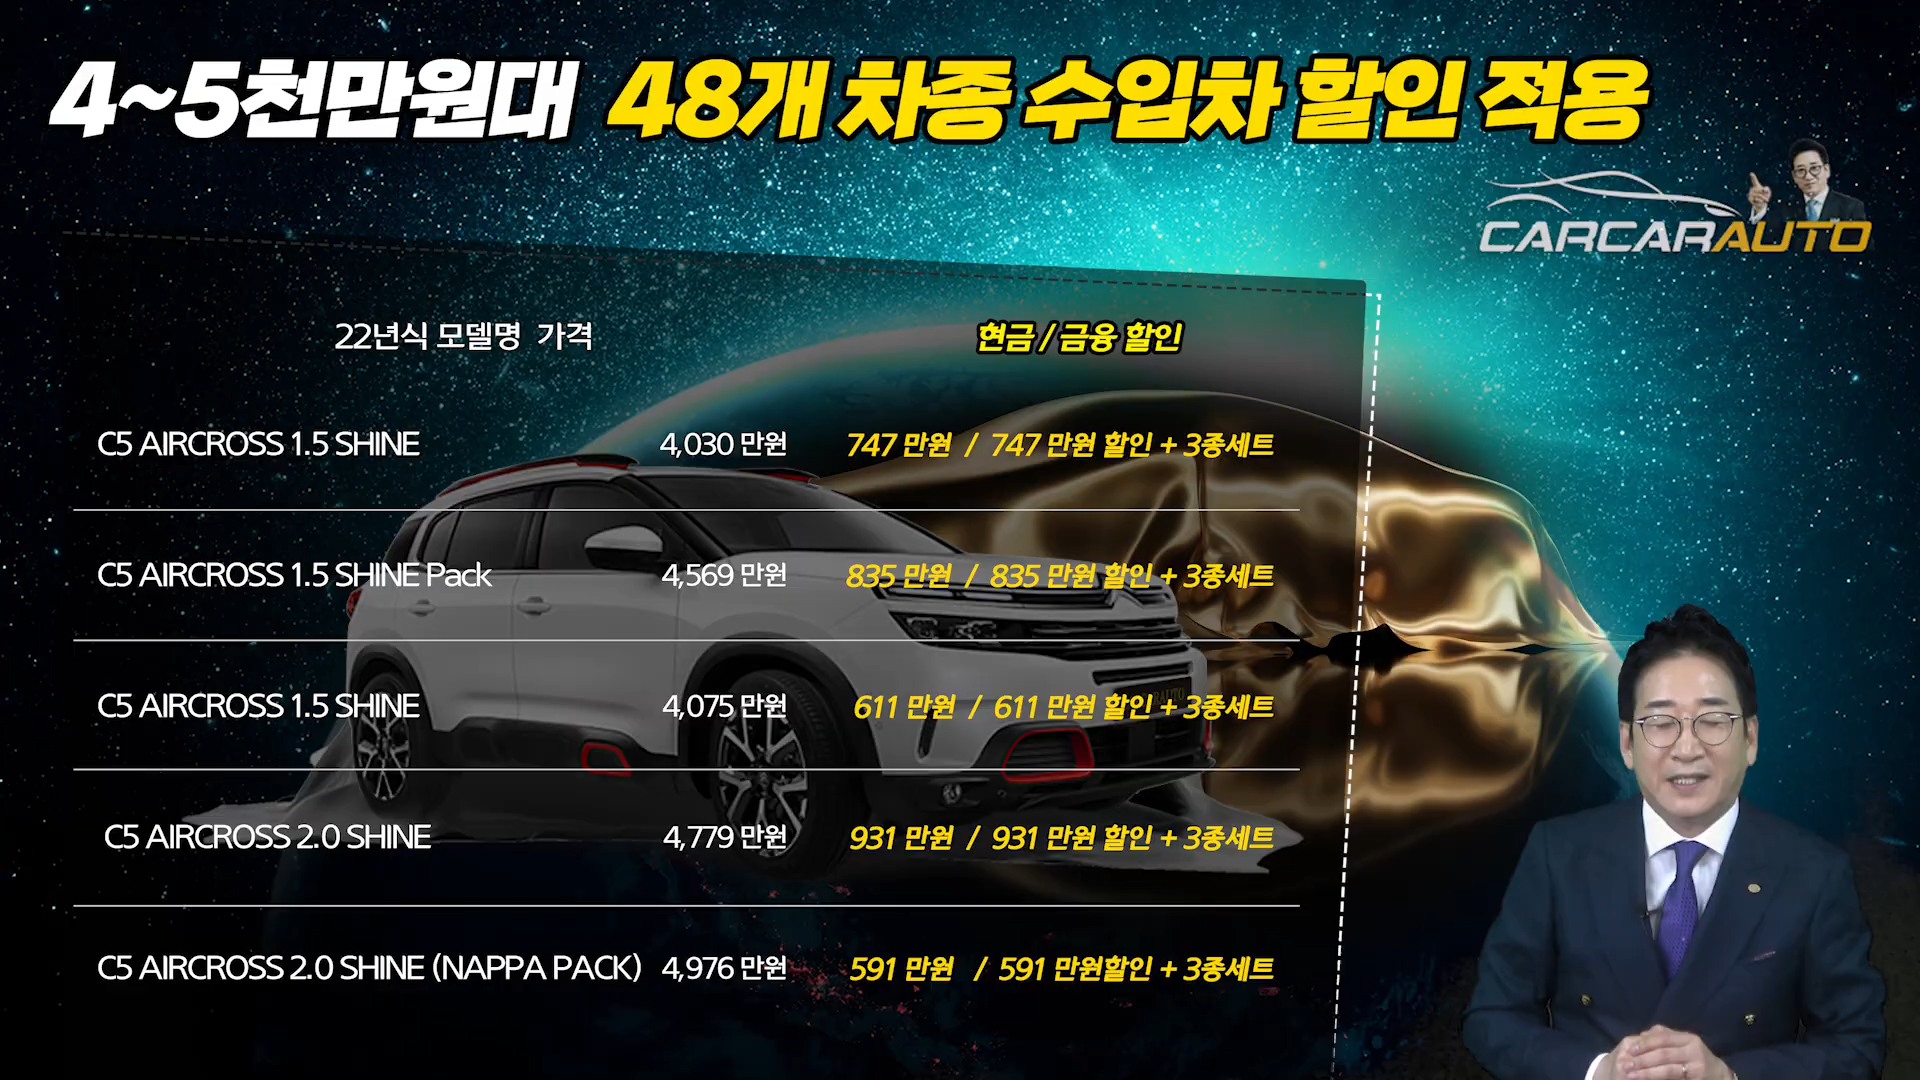 4~5천만원대 48개 차종 수입차 할인 적용
CARCARAUTO
22년식 모델명 가격 현금 / 금융 할인
C5 AIRCROSS 1.5 SHINE 4,030 만원 747 만원 / 747 만원 할인 + 3종세트
C5 AIRCROSS 1.5 SHINE Pack 4,569 만원 835 만원 / 835 만원 할인 + 3종세트
C5 AIRCROSS 1.5 SHINE 4,075 만원 611 만원 / 611 만원 할인 + 3종세트
C5 AIRCROSS 2.0 SHINE 4,779 만원 931 만원 / 931 만원 할인 + 3종세트
C5 AIRCROSS 2.0 SHINE (NAPPA PACK) 4,976 만원 591 만원 / 591 만원할인 + 3종세트